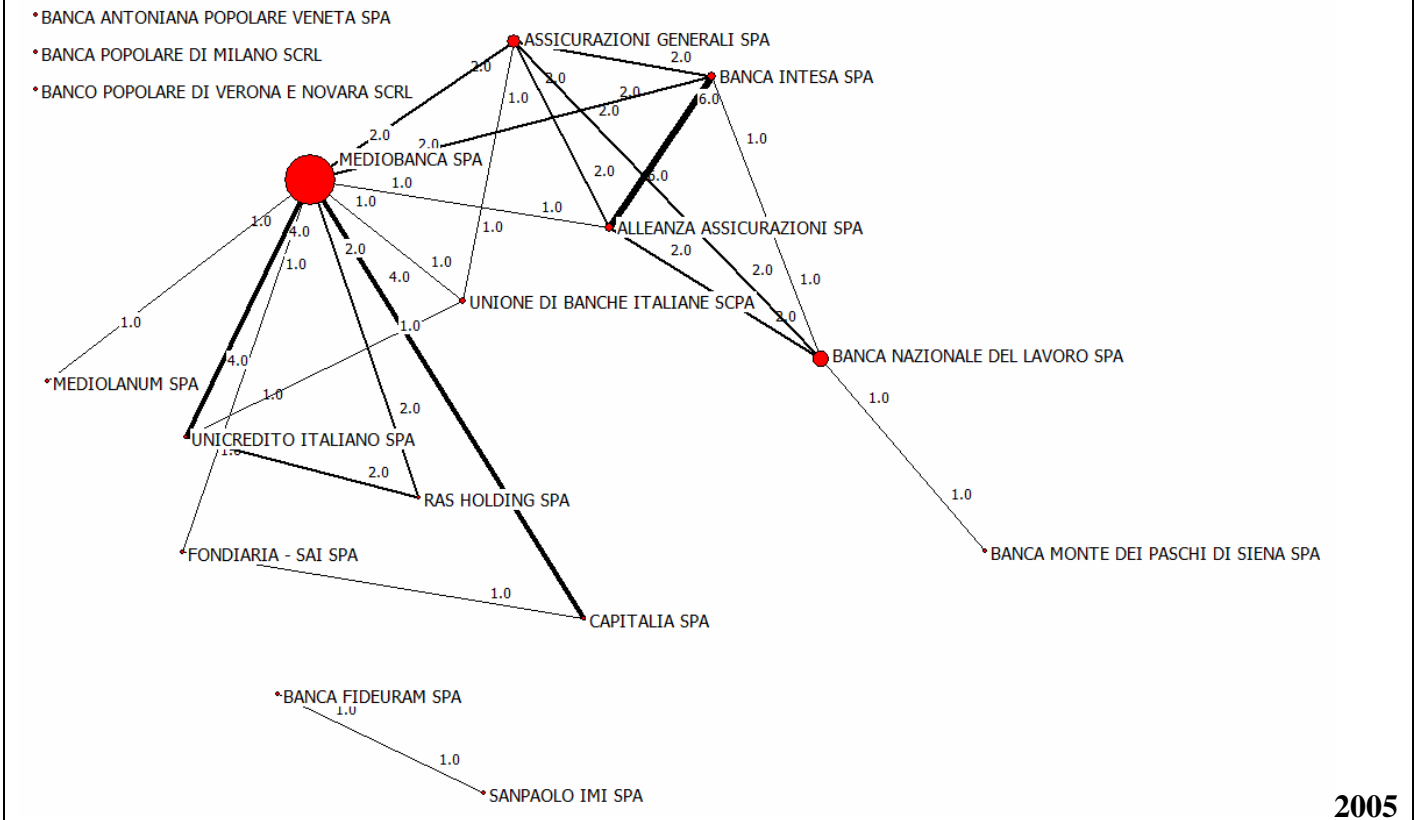 BANCA ANTONIANA POPOLARE VENETA SPA
ASSICURAZIONI GENERALI SPA
BANCA POPOLARE DI MILANO SCRL
2.0
2.0
2.0
BANCA INTESA SPA
BANCO POPOLARE DI VERONA E NOVARA SCRL
1.0
2.0
6.0
2.0
2.0
2.0
1.0
MEDIOBANCA SPA
1.0
2.0
6.0
1.0
1.0
1.0
4.0
2.0
1.0
ALLEANZA ASSICURAZIONI SPA
2.0
1.0
4.0
1.0
2.0
1.0
UNIONE DI BANCHE ITALIANE SCPA
2.0
1.0
1.0
4.0
BANCA NAZIONALE DEL LAVORO SPA
MEDIOLANUM SPA
1.0
1.0
2.0
UNICREDITO ITALIANO SPA
1.0
2.0
RAS HOLDING SPA
1.0
FONDIARIA - SAI SPA
BANCA MONTE DEI PASCHI DI SIENA SPA
1.0
CAPITALIA SPA
BANCA FIDEURAM SPA
1.0
1.0
SANPAOLO IMI SPA
2005